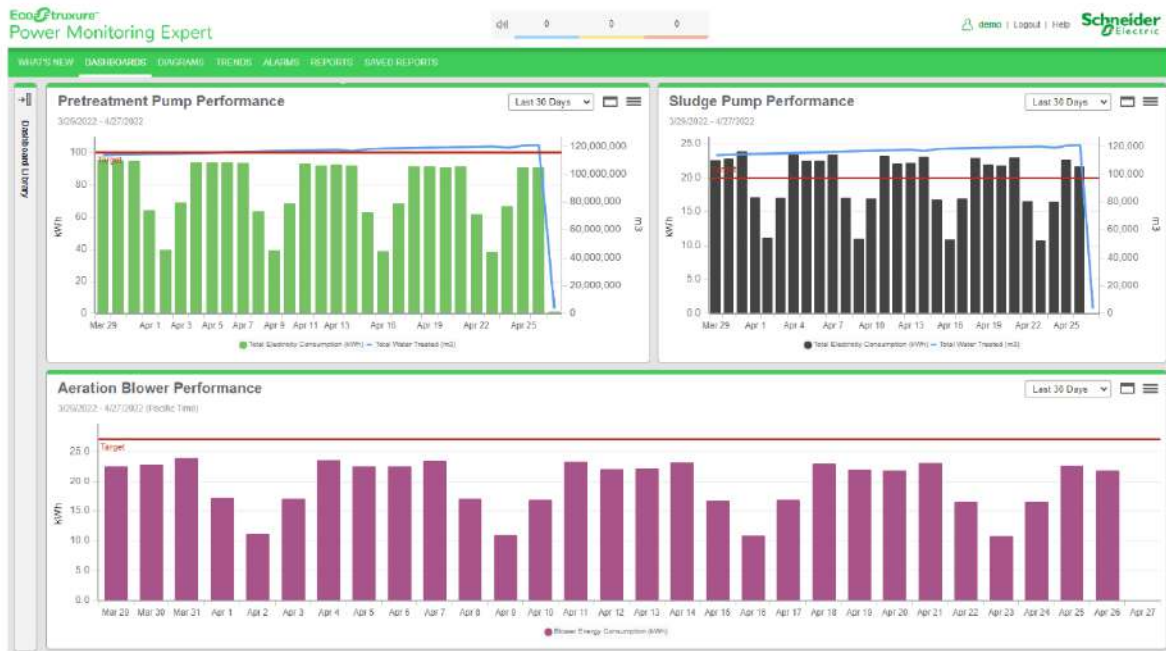 EcoStruxure™
Power Monitoring Expert
0 0 0
demo | Logout | Help
Schneider
Electric
WHAT'S NEW DASHBOARDS DIAGRAMS TRENDS ALARMS REPORTS SAVED REPORTS
Dashboard Library
Pretreatment Pump Performance
Last 30 Days
3/29/2022 - 4/27/2022
100
80
60
40
20
0
kWh
Target
120,000,000
100,000,000
80,000,000
60,000,000
40,000,000
20,000,000
0
m3
Mar 29 Apr 1 Apr 3 Apr 5 Apr 7 Apr 9 Apr 11 Apr 13 Apr 16 Apr 19 Apr 22 Apr 25
Total Electricity Consumption (kWh) Total Water Treated (m3)
Sludge Pump Performance
Last 30 Days
3/29/2022 - 4/27/2022
25.0
20.0
15.0
10.0
5.0
0.0
kWh
120,000
100,000
80,000
60,000
40,000
20,000
0
m3
Mar 29 Apr 1 Apr 4 Apr 7 Apr 10 Apr 13 Apr 16 Apr 19 Apr 22 Apr 25
Total Electricity Consumption (kWh) Total Water Treated (m3)
Aeration Blower Performance
Last 30 Days
3/29/2022 - 4/27/2022 (Pacific Time)
Target
25.0
20.0
15.0
10.0
5.0
0.0
kWh
Mar 29 Mar 30 Mar 31 Apr 1 Apr 2 Apr 3 Apr 4 Apr 5 Apr 6 Apr 7 Apr 8 Apr 9 Apr 10 Apr 11 Apr 12 Apr 13 Apr 14 Apr 15 Apr 16 Apr 17 Apr 18 Apr 19 Apr 20 Apr 21 Apr 22 Apr 23 Apr 24 Apr 25 Apr 26 Apr 27
Blower Energy Consumption (kWh)